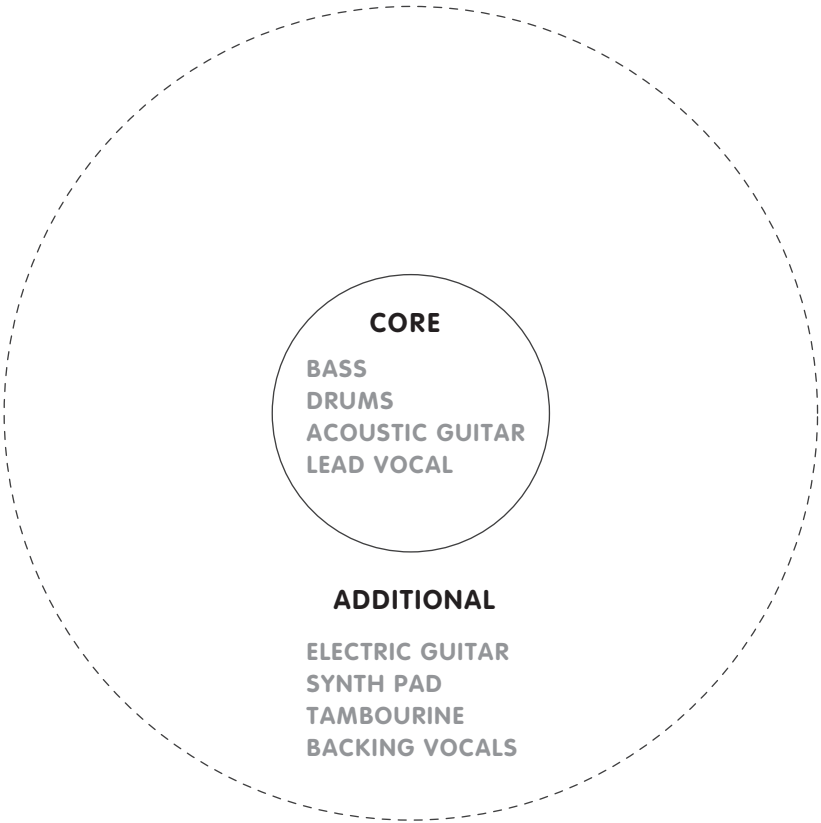 CORE
BASS
DRUMS
ACOUSTIC GUITAR
LEAD VOCAL
ADDITIONAL
ELECTRIC GUITAR
SYNTH PAD
TAMBOURINE
BACKING VOCALS